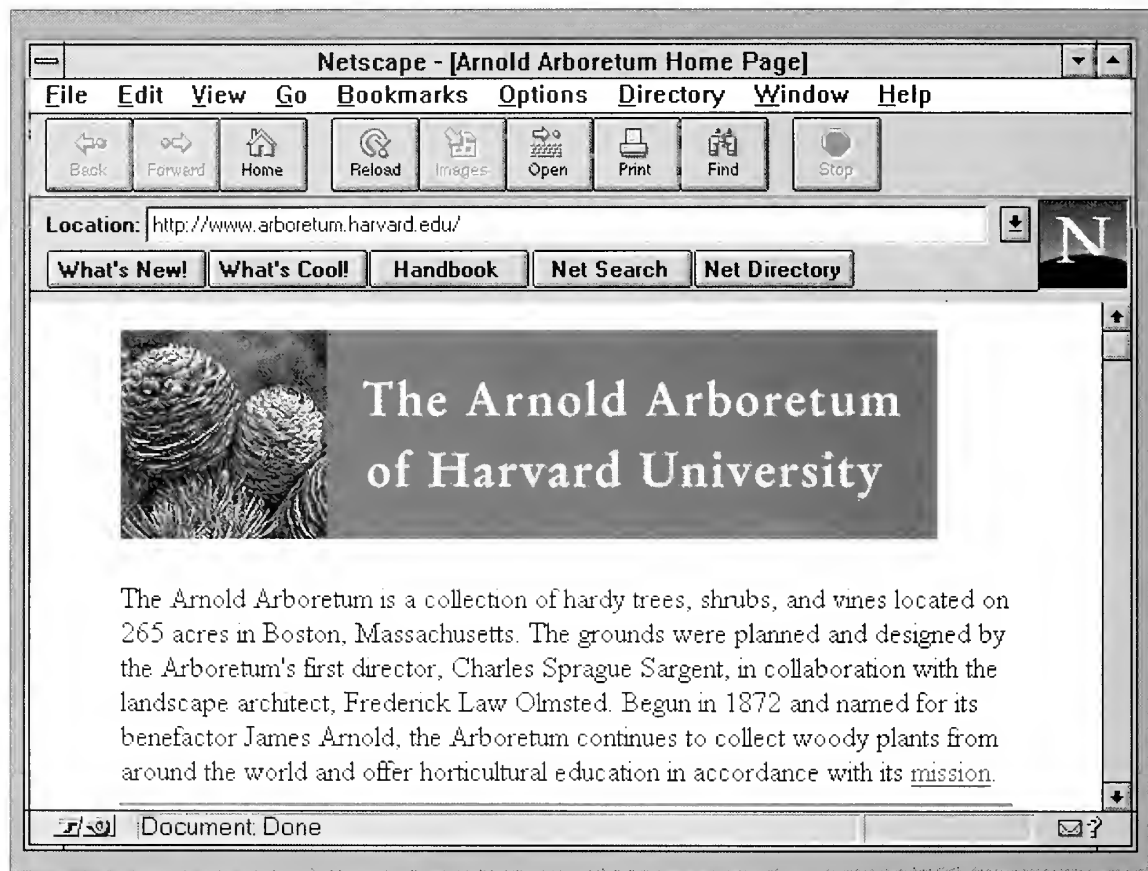 Netscape - [Arnold Arboretum Home Page]
File Edit View Go Bookmarks Options Directory Window Help
Back Forward Home Reload Images Open Print Find Stop
Location: http://www.arboretum.harvard.edu/
N
What's New! What's Cool! Handbook Net Search Net Directory
The Arnold Arboretum
of Harvard University
The Arnold Arboretum is a collection of hardy trees, shrubs, and vines located on
265 acres in Boston, Massachusetts. The grounds were planned and designed by
the Arboretum's first director, Charles Sprague Sargent, in collaboration with the
landscape architect, Frederick Law Olmsted. Begun in 1872 and named for its
benefactor James Arnold, the Arboretum continues to collect woody plants from
around the world and offer horticultural education in accordance with its mission.
Document: Done
?